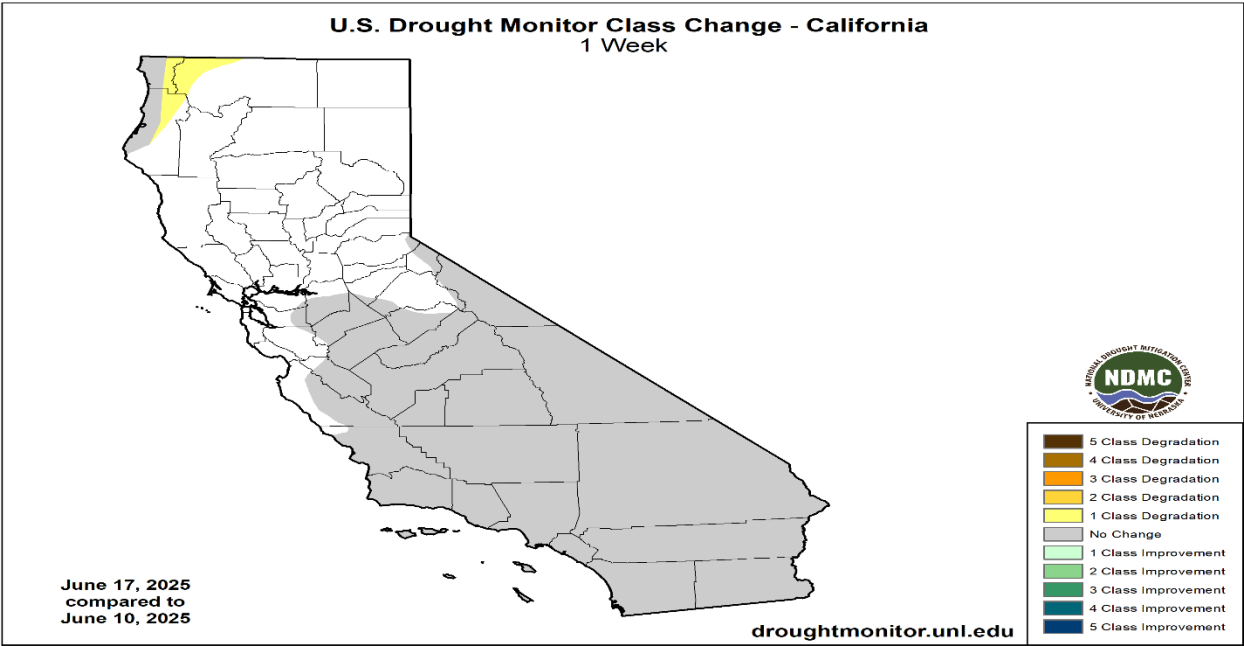 U.S. Drought Monitor Class Change - California
1 Week
NATIONAL DROUGHT MITIGATION CENTER
NDMC
UNIVERSITY OF NEBRASKA
5 Class Degradation
4 Class Degradation
3 Class Degradation
2 Class Degradation
1 Class Degradation
No Change
1 Class Improvement
2 Class Improvement
3 Class Improvement
4 Class Improvement
5 Class Improvement
June 17, 2025
compared to
June 10, 2025
droughtmonitor.unl.edu